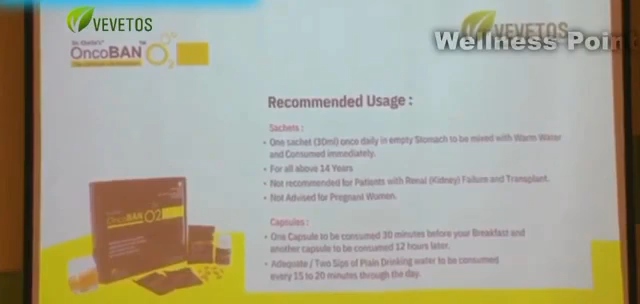 VEVETOS
VEVETOS
Wellness Poin
OncoBAN O2
Recommended Usage :
Sachets :
• One sachet (30ml) once daily in empty Stomach to be mixed with Warm Water
and Consumed immediately.
• For all above 14 Years
• Not recommended for Patients with Renal (Kidney) Failure and Transplant.
• Not Advised for Pregnant Women.
Capsules :
• One Capsule to be consumed 30 minutes before your Breakfast and
another capsule to be consumed 12 hours later.
• Adequate / Two Sips of Plain Drinking water to be consumed
every 15 to 20 minutes through the day.
OncoBAN O2